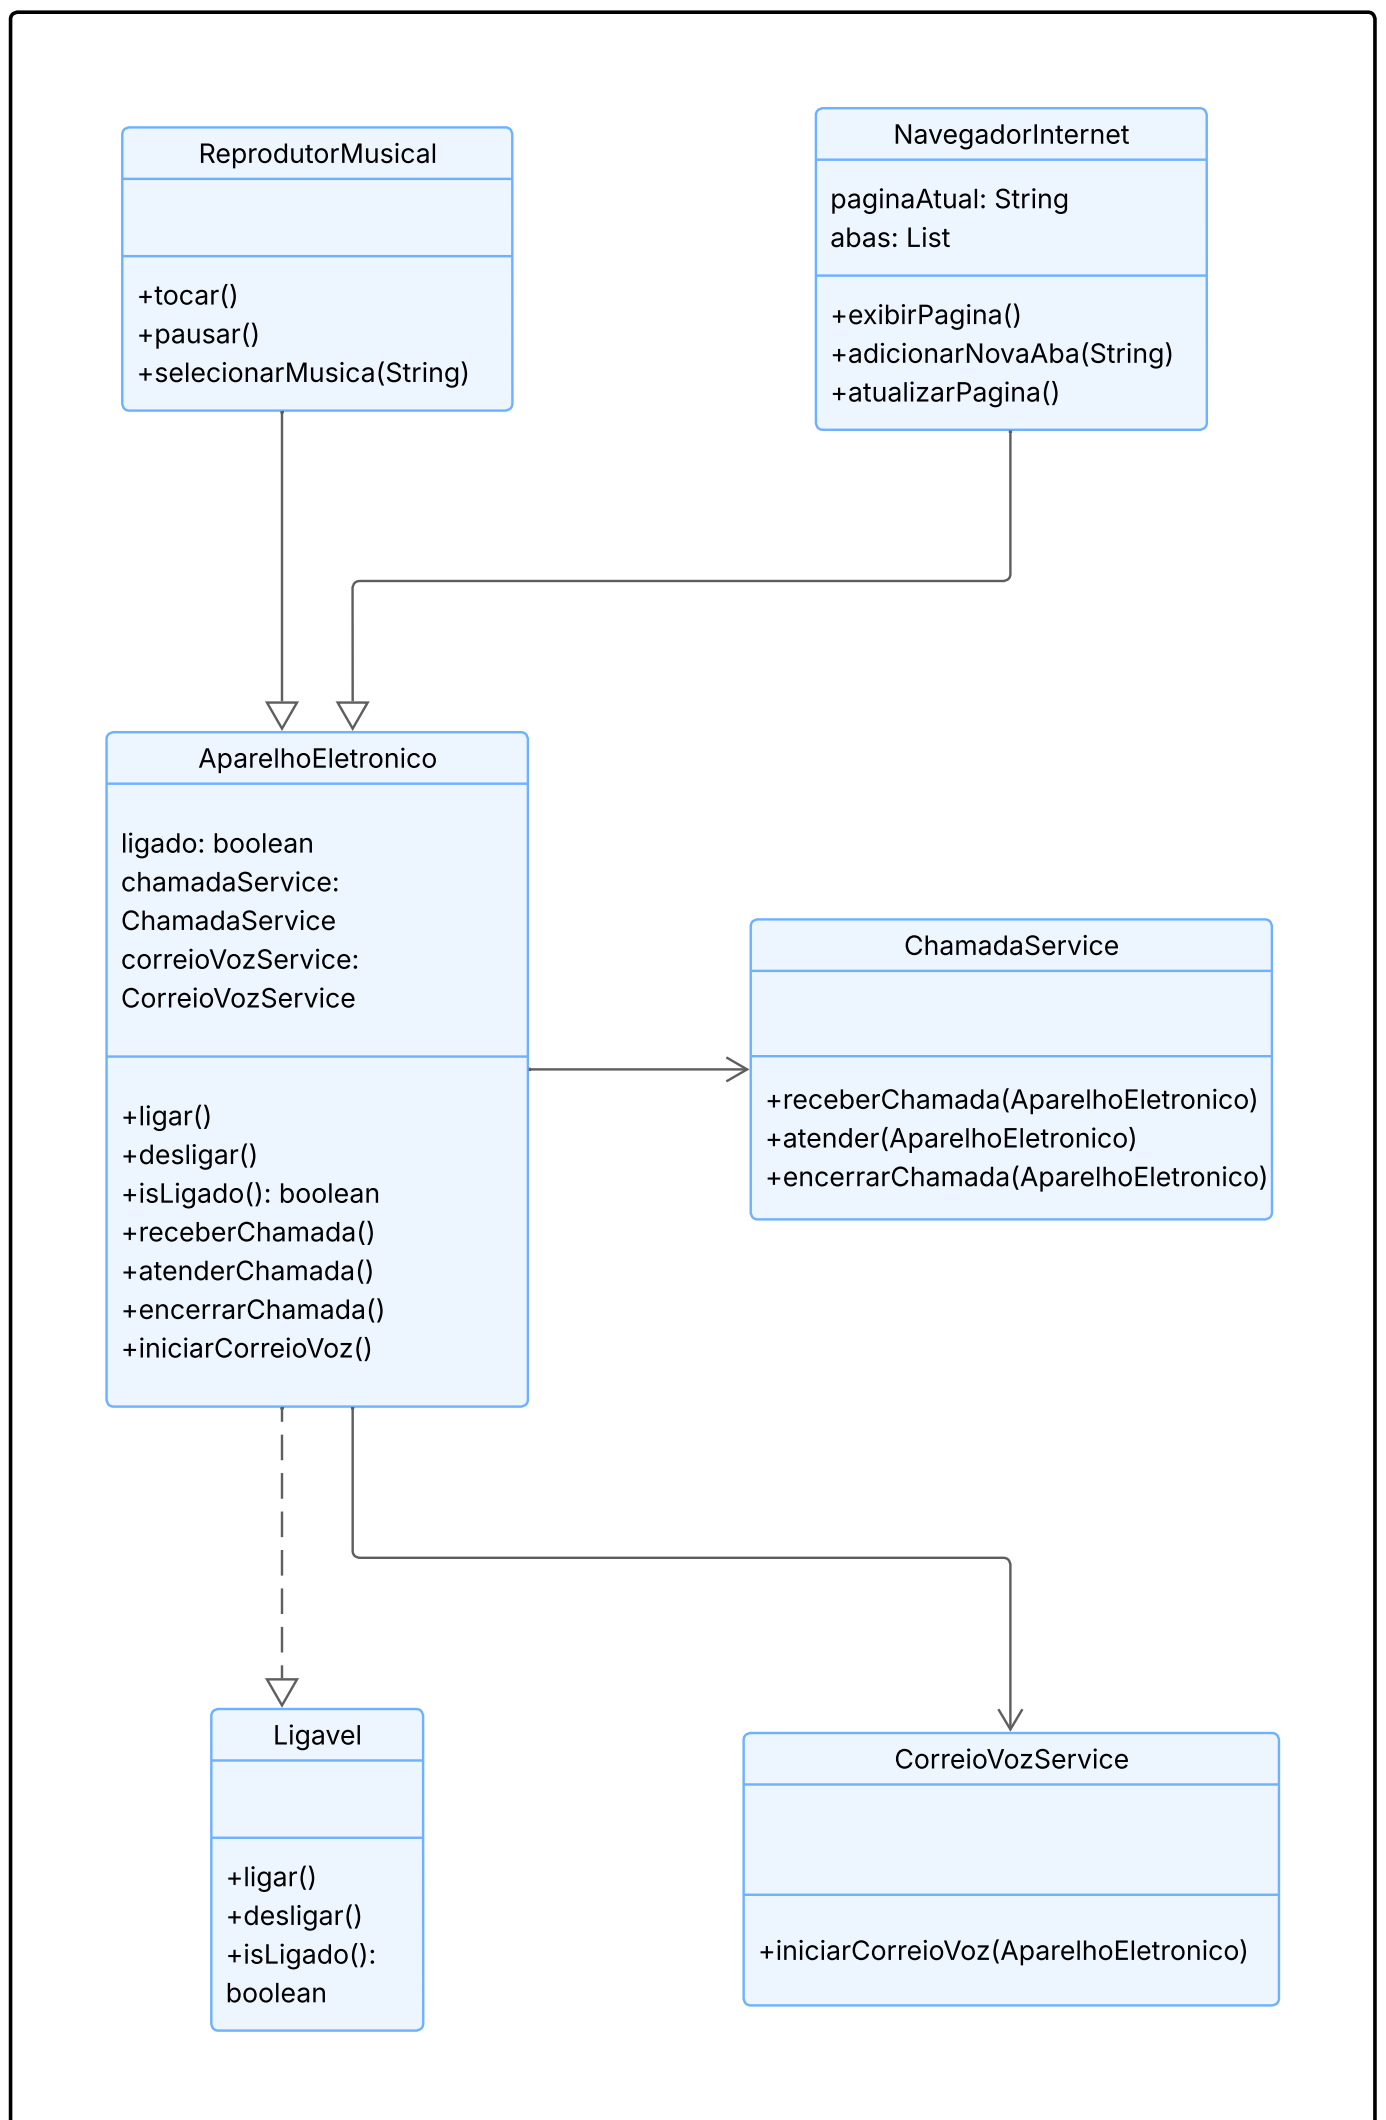 ReprodutorMusical
+tocar()
+pausar()
+selecionarMusica(String)
NavegadorInternet
paginaAtual: String
abas: List
+exibirPagina()
+adicionarNovaAba(String)
+atualizarPagina()
AparelhoEletronico
ligado: boolean
chamadaService:
ChamadaService
correioVozService:
CorreioVozService
+ligar()
+desligar()
+isLigado(): boolean
+receberChamada()
+atenderChamada()
+encerrarChamada()
+iniciarCorreioVoz()
ChamadaService
+receberChamada(AparelhoEletronico)
+atender(AparelhoEletronico)
+encerrarChamada(AparelhoEletronico)
Ligavel
+ligar()
+desligar()
+isLigado():
boolean
CorreioVozService
+iniciarCorreioVoz(AparelhoEletronico)